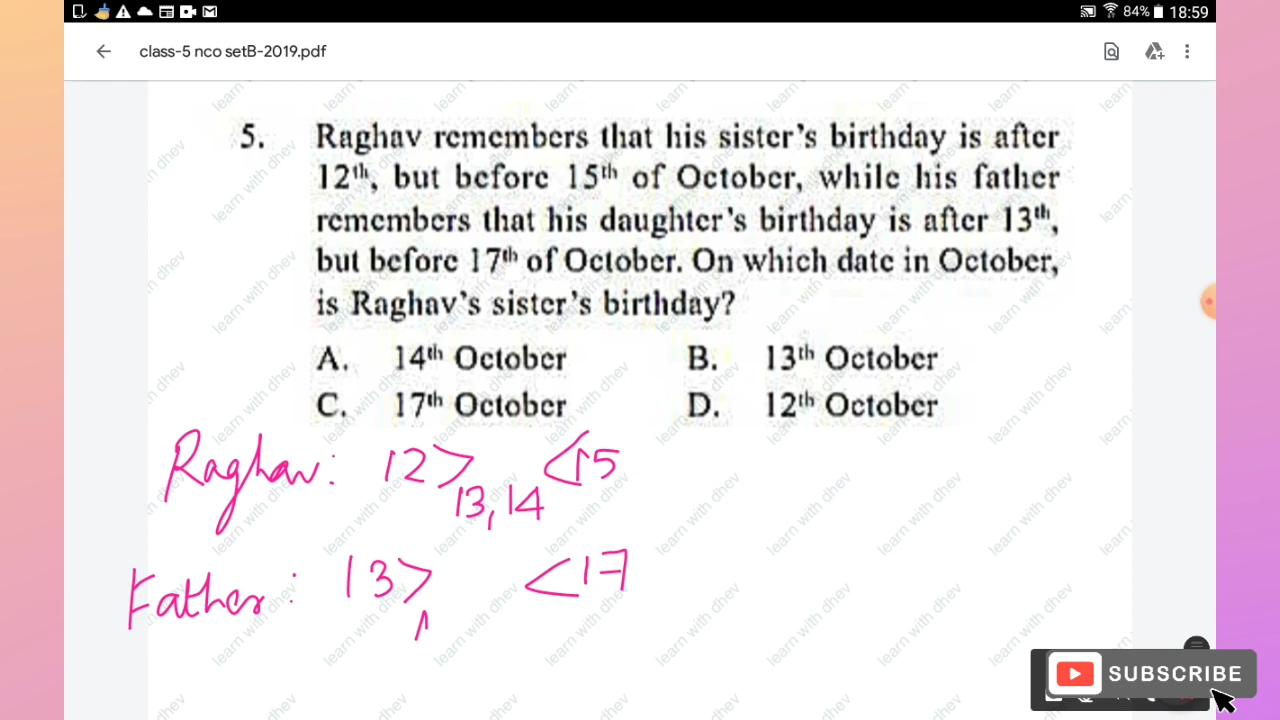 84% 18:59
class-5 nco setB-2019.pdf
5. Raghav remembers that his sister's birthday is after
12th, but before 15th of October, while his father
remembers that his daughter's birthday is after 13th,
but before 17th of October. On which date in October,
is Raghav's sister's birthday?
A. 14th October B. 13th October
C. 17th October D. 12th October
Raghav: 12> <15
13, 14
Father: 13> <17
learn with dhev
SUBSCRIBE